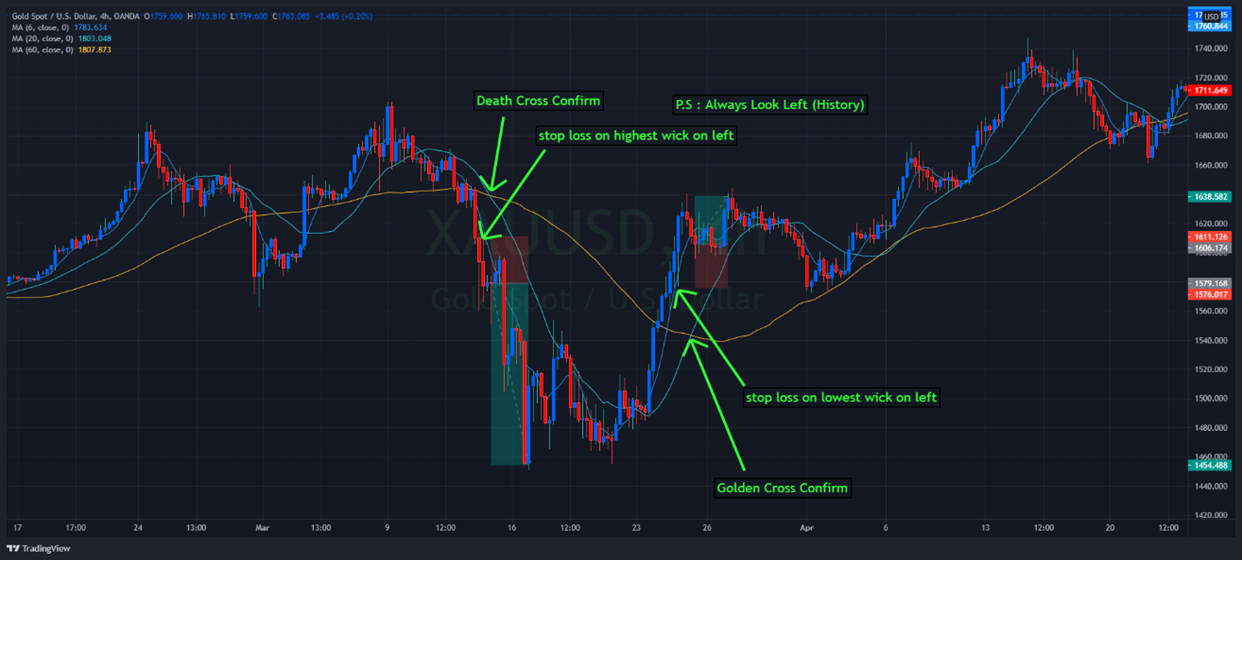 Gold Spot / U.S. Dollar, 4h, OANDA O1759.600 H1765.810 L1759.600 C1763.085 +3.485 (+0.20%)
MA (6, close, 0) 1783.634
MA (20, close, 0) 1803.048
MA (60, close, 0) 1807.873
USD
1760.844
1740.000
1720.000
1711.649
1700.000
1680.000
1660.000
1638.582
1620.000
1611.126
1606.174
1579.168
1576.017
1560.000
1540.000
1520.000
1500.000
1480.000
1460.000
1454.488
1440.000
1420.000
Death Cross Confirm
P.S : Always Look Left (History)
stop loss on highest wick on left
Gold Spot / U.S. Dollar
stop loss on lowest wick on left
Golden Cross Confirm
17 17:00 24 13:00 Mar 13:00 9 12:00 16 12:00 23 26 Apr 6 13 12:00 20 12:00
TradingView